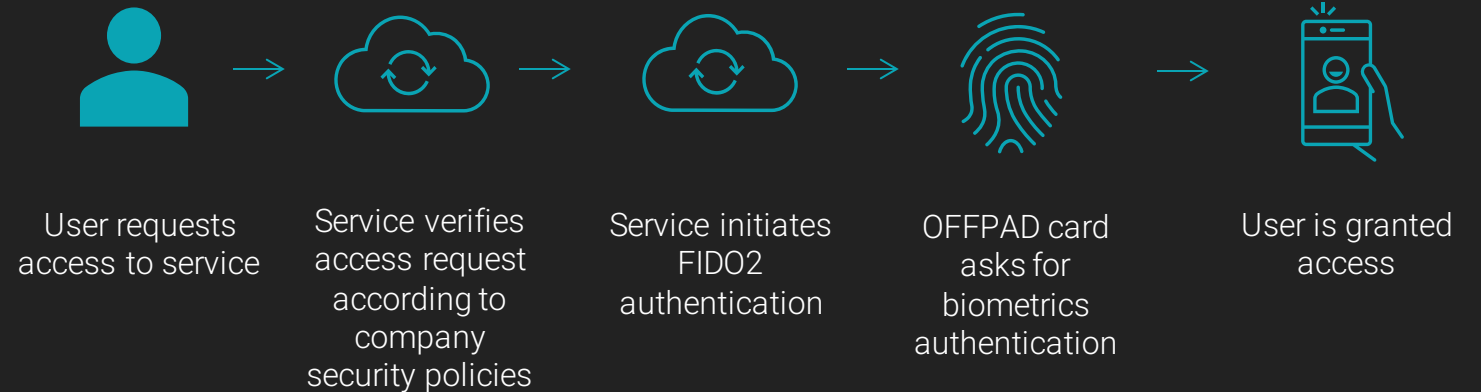 User requests
access to service
Service verifies
access request
according to
company
security policies
Service initiates
FIDO2
authentication
OFFPAD card
asks for
biometrics
authentication
User is granted
access